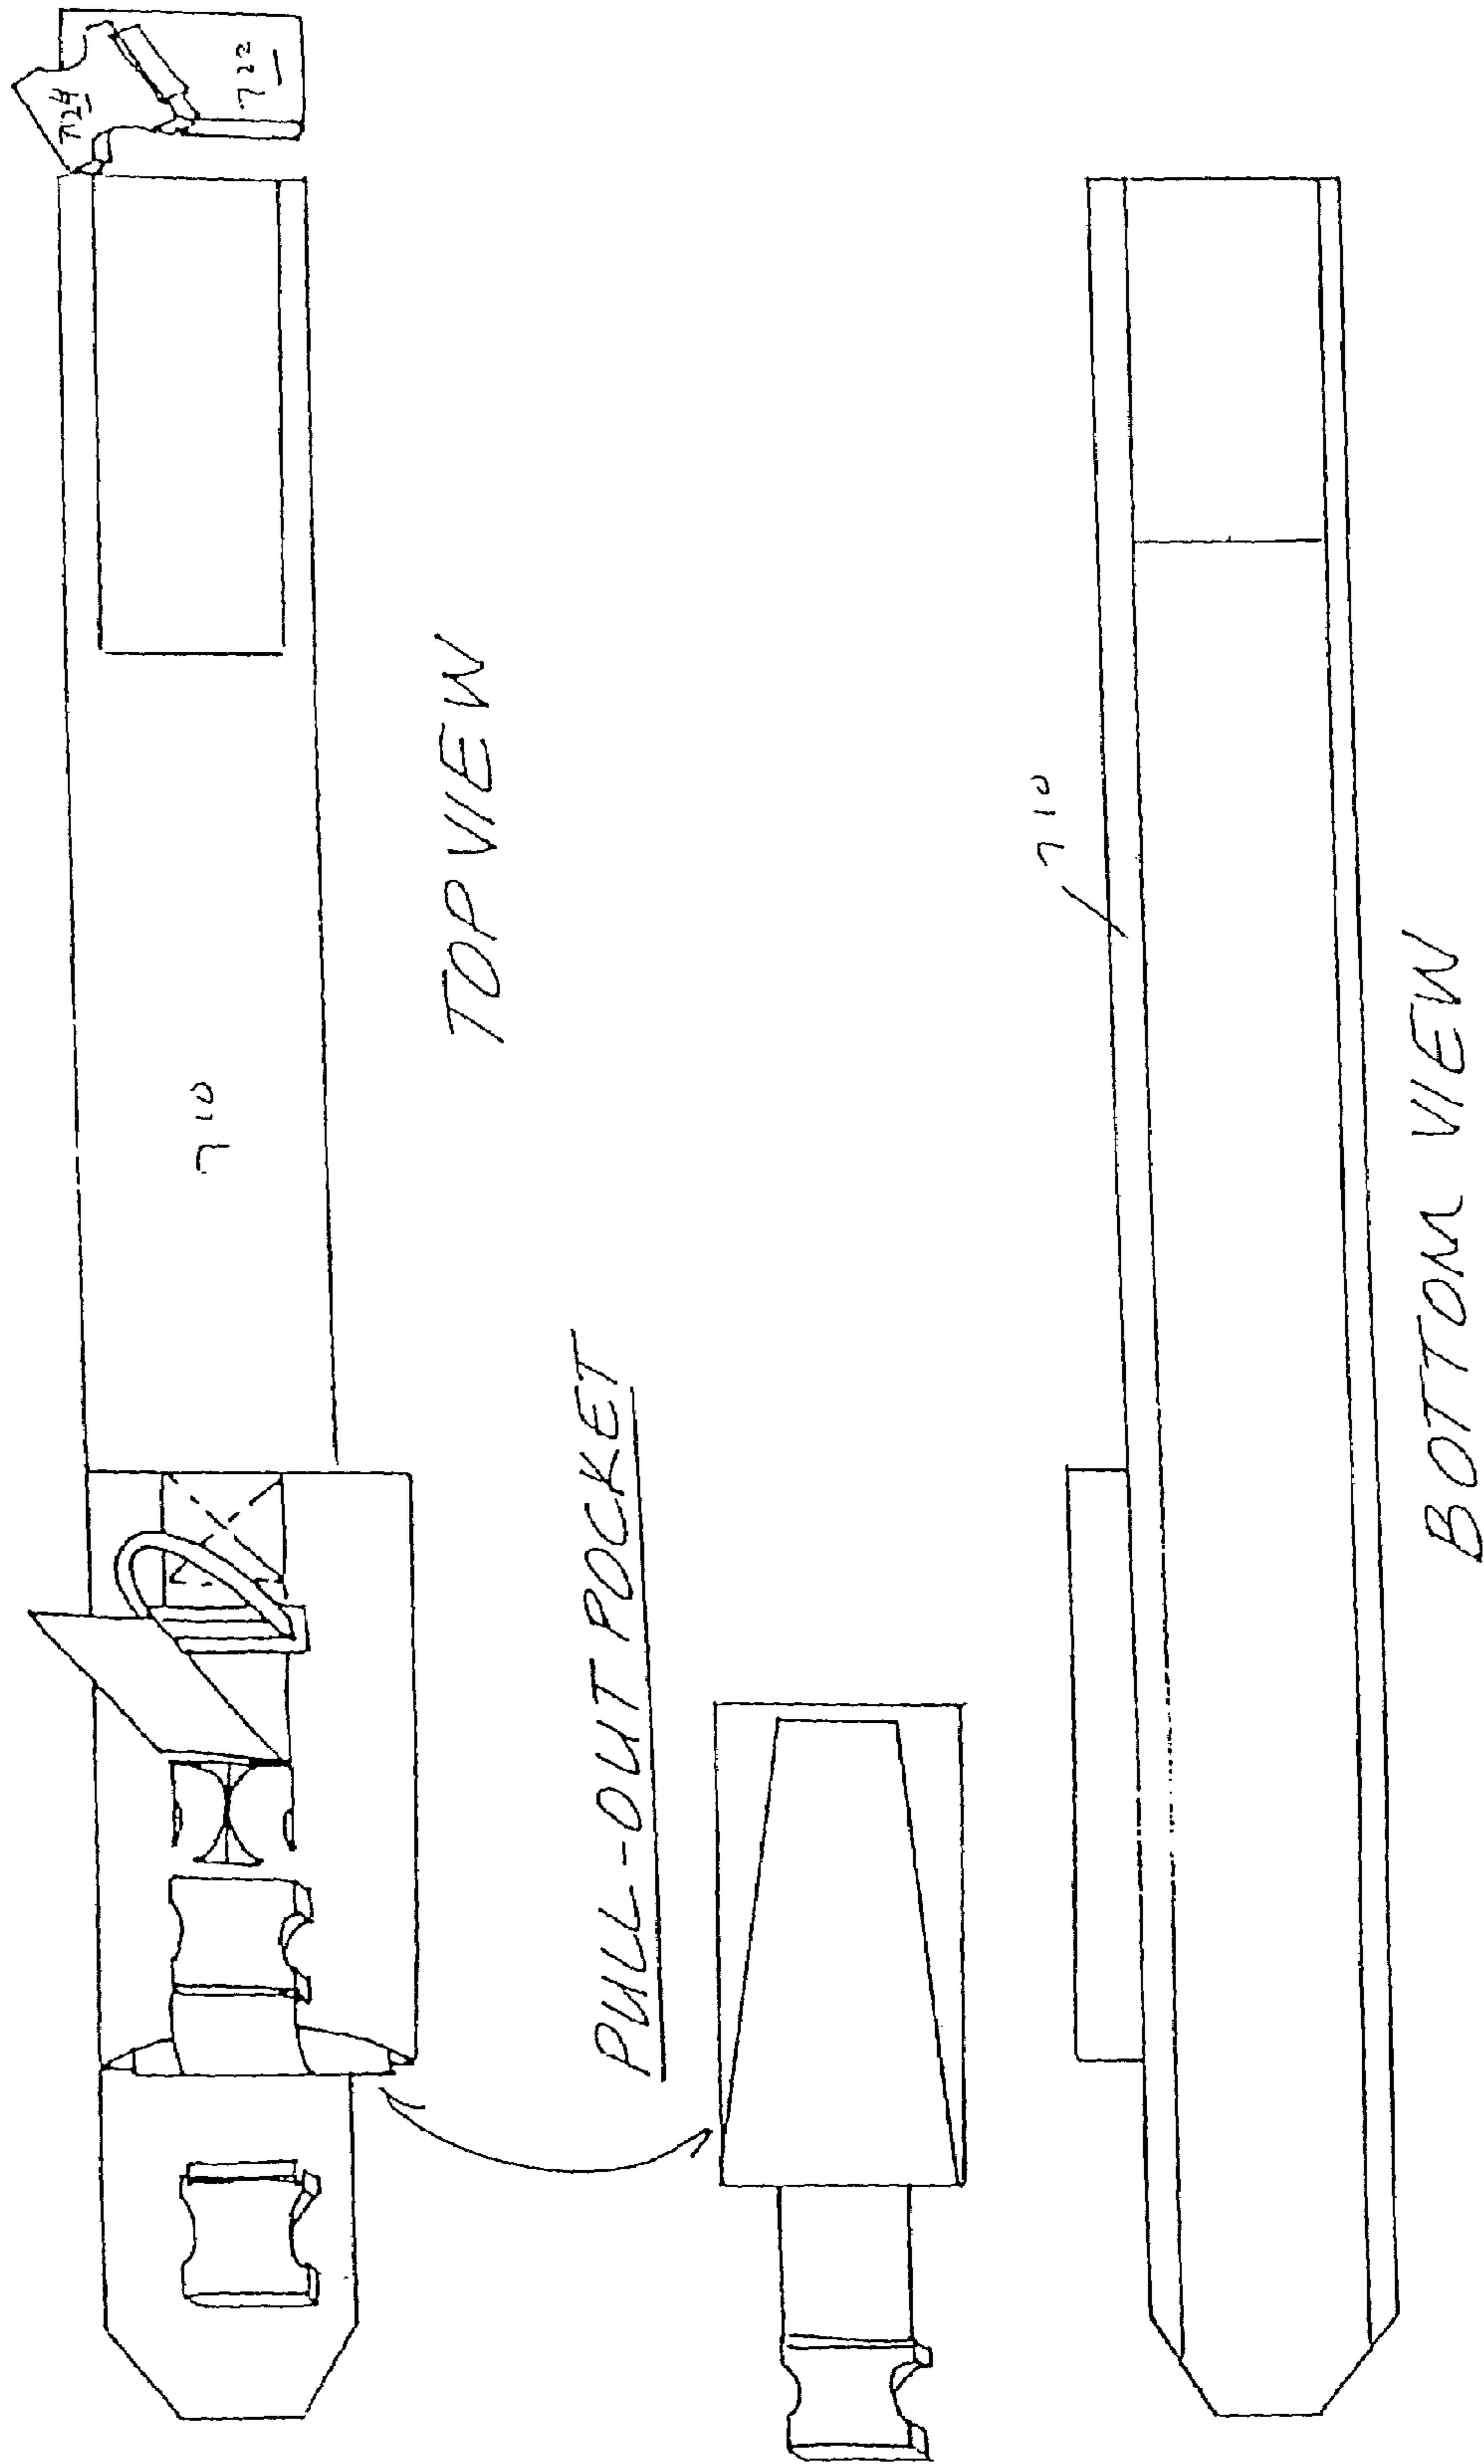 724
722
710
TOP VIEW
PULL-OUT POCKET
710
BOTTOM VIEW